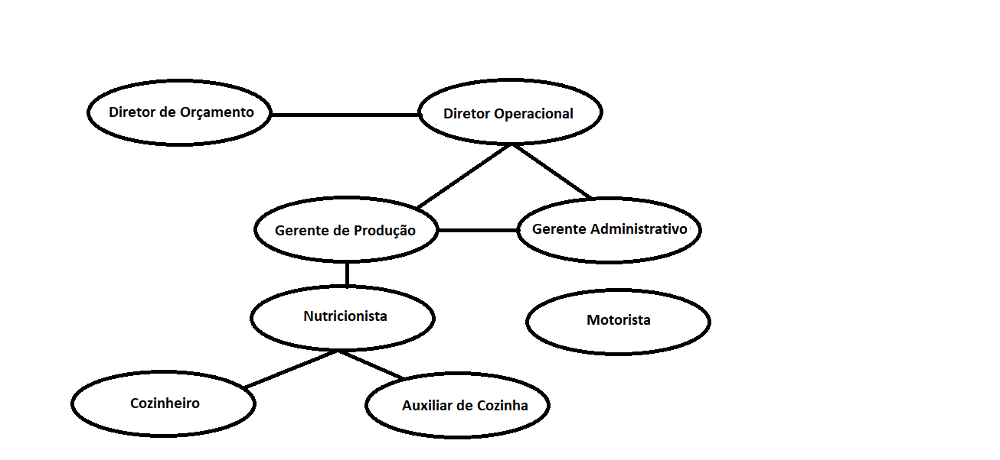 Diretor de Orçamento
Diretor Operacional
Gerente de Produção
Gerente Administrativo
Nutricionista
Motorista
Cozinheiro
Auxiliar de Cozinha